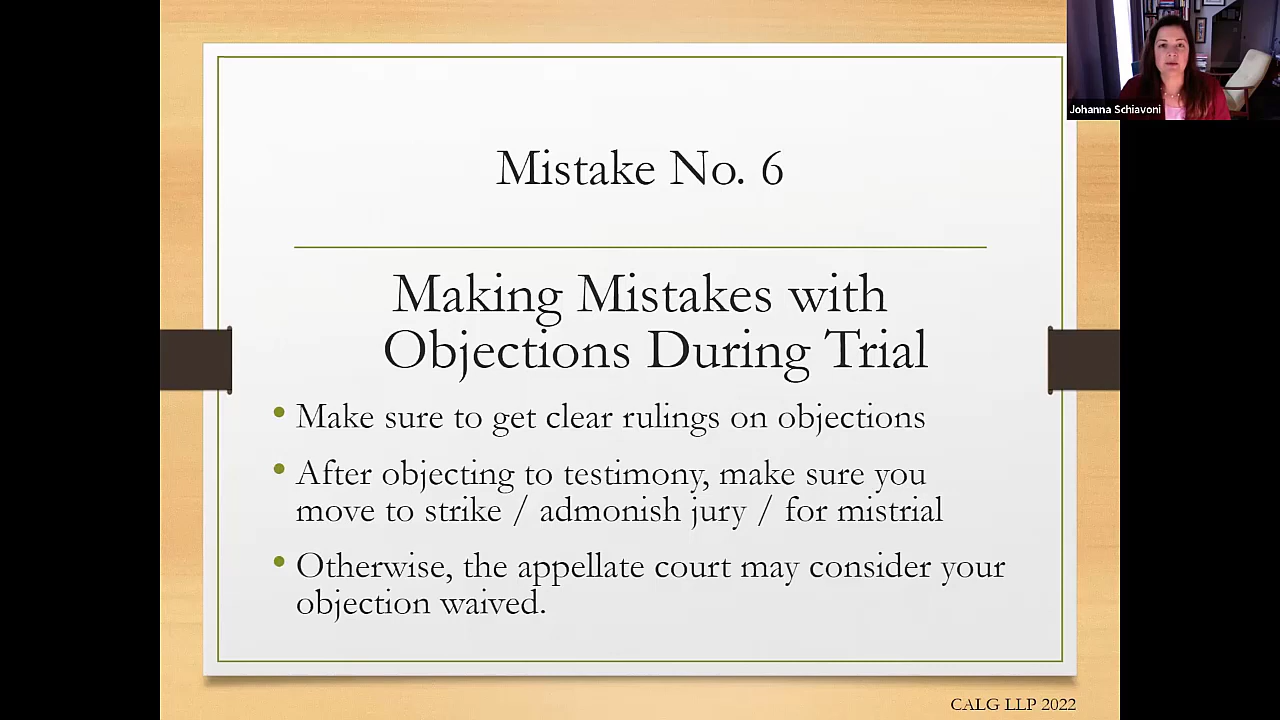 Johanna Schiavoni
Mistake No. 6
Making Mistakes with
Objections During Trial
• Make sure to get clear rulings on objections
• After objecting to testimony, make sure you
move to strike / admonish jury / for mistrial
• Otherwise, the appellate court may consider your
objection waived.
CALG LLP 2022